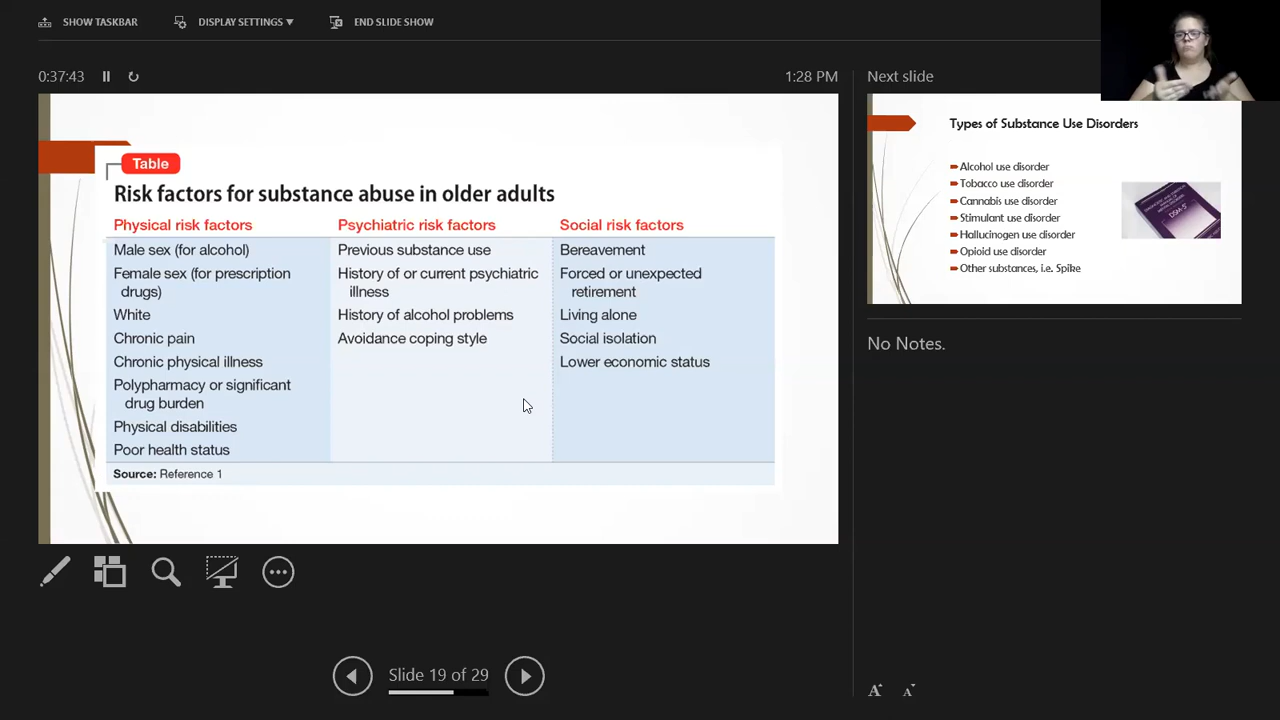 SHOW TASKBAR
DISPLAY SETTINGS ▼
END SLIDE SHOW
0:37:43
1:28 PM
Table
Risk factors for substance abuse in older adults
Physical risk factors
Male sex (for alcohol)
Female sex (for prescription
drugs)
White
Chronic pain
Chronic physical illness
Polypharmacy or significant
drug burden
Physical disabilities
Poor health status
Psychiatric risk factors
Previous substance use
History of or current psychiatric
illness
History of alcohol problems
Avoidance coping style
Social risk factors
Bereavement
Forced or unexpected
retirement
Living alone
Social isolation
Lower economic status
Source: Reference 1
Slide 19 of 29
Next slide
Types of Substance Use Disorders
Alcohol use disorder
Tobacco use disorder
Cannabis use disorder
Stimulant use disorder
Hallucinogen use disorder
Opioid use disorder
Other substances, i.e. Spike
DSM-5
No Notes.
A A